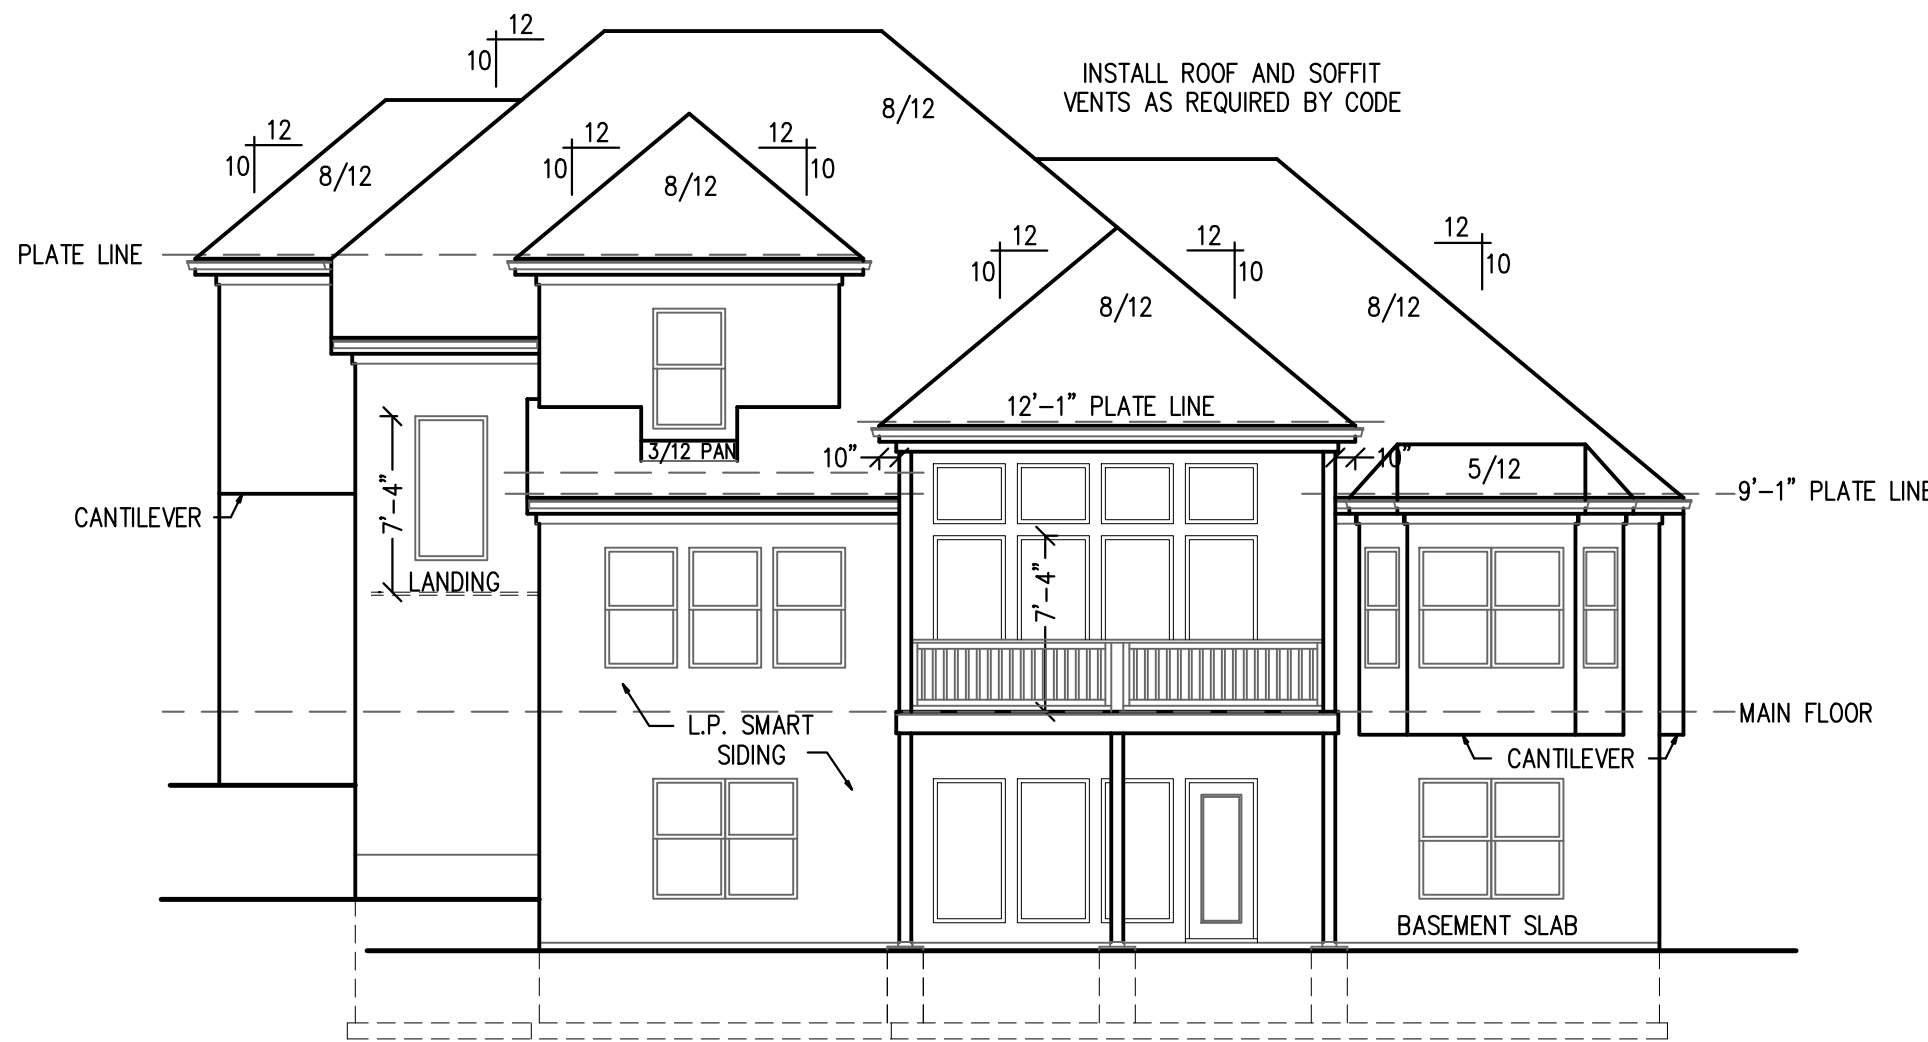 12
10
INSTALL ROOF AND SOFFIT
VENTS AS REQUIRED BY CODE
8/12
12
10
8/12
12
10
12
10
8/12
PLATE LINE
12
10
12
10
12
10
8/12
8/12
12'-1" PLATE LINE
3/12 PAN
10"
10"
5/12
9'-1" PLATE LINE
7'-4"
CANTILEVER
LANDING
7'-4"
L.P. SMART
SIDING
MAIN FLOOR
CANTILEVER
BASEMENT SLAB